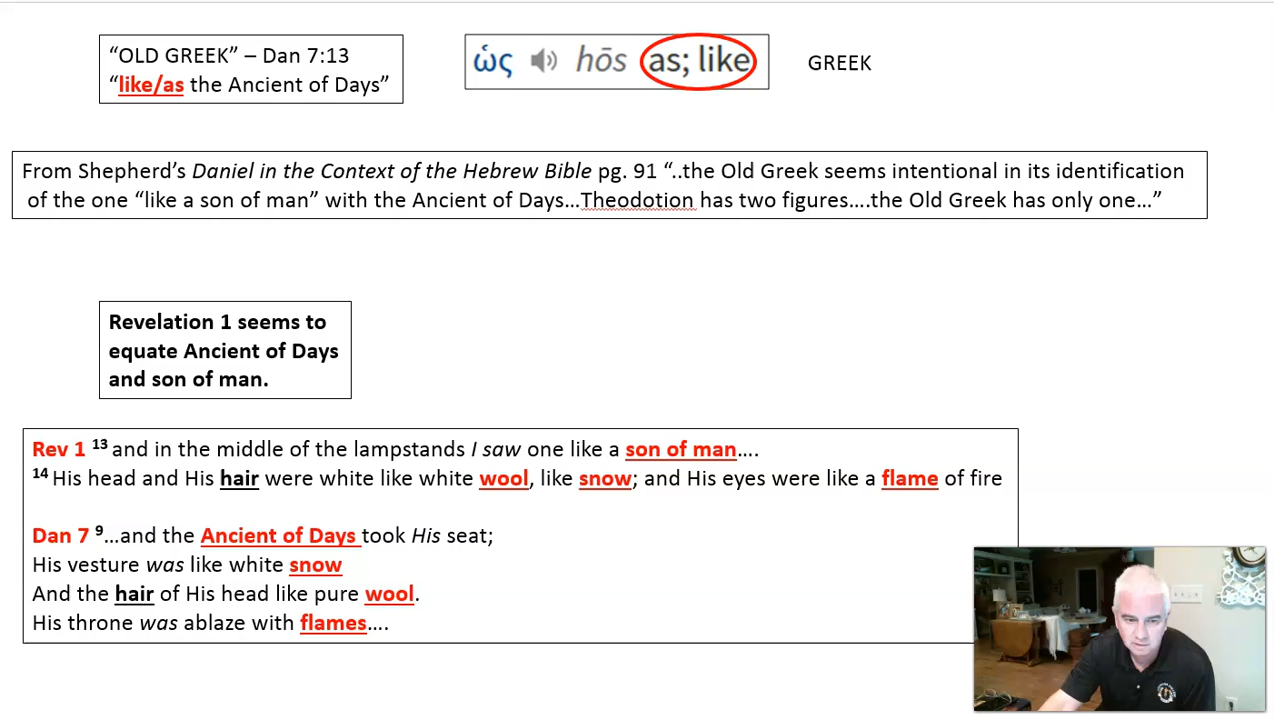 “OLD GREEK” – Dan 7:13
“like/as the Ancient of Days”
ὡς hōs as; like
GREEK
From Shepherd’s Daniel in the Context of the Hebrew Bible pg. 91 “..the Old Greek seems intentional in its identification
of the one “like a son of man” with the Ancient of Days…Theodotion has two figures….the Old Greek has only one…”
Revelation 1 seems to
equate Ancient of Days
and son of man.
Rev 1 13 and in the middle of the lampstands I saw one like a son of man….
14 His head and His hair were white like white wool, like snow; and His eyes were like a flame of fire
Dan 7 9…and the Ancient of Days took His seat;
His vesture was like white snow
And the hair of His head like pure wool.
His throne was ablaze with flames….